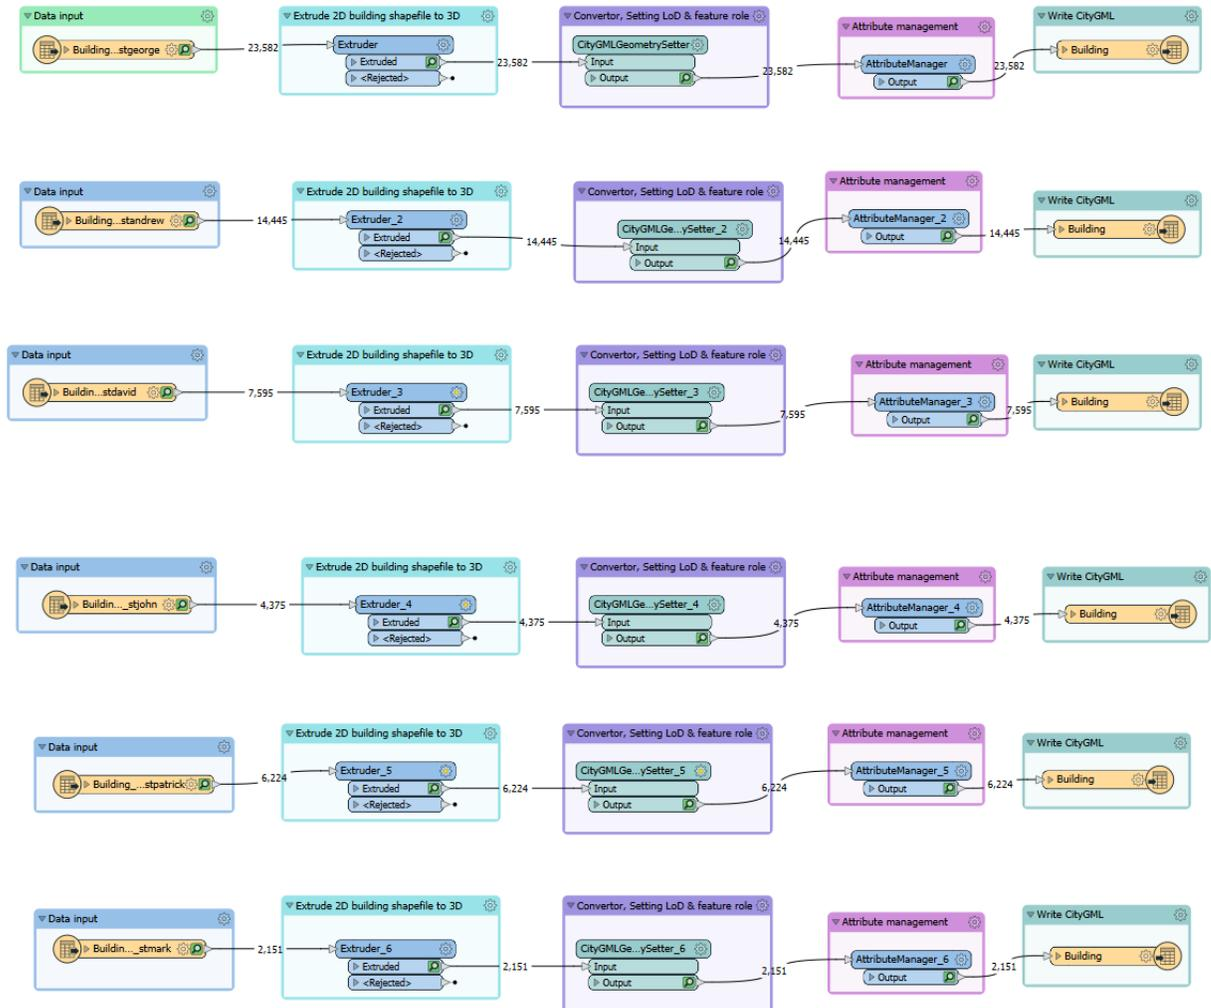 Data input
Building...stgeorge
23,582
Extrude 2D building shapefile to 3D
Extruder
Extruded
<Rejected>
23,582
Convertor, Setting LoD & feature role
CityGMLGeometrySetter
Input
Output
23,582
Attribute management
AttributeManager
Output
23,582
Write CityGML
Building
Data input
Building...standrew
14,445
Extrude 2D building shapefile to 3D
Extruder_2
Extruded
<Rejected>
14,445
Convertor, Setting LoD & feature role
CityGMLGe...ySetter_2
Input
Output
14,445
Attribute management
AttributeManager_2
Output
14,445
Write CityGML
Building
Data input
Buildin...stdavid
7,595
Extrude 2D building shapefile to 3D
Extruder_3
Extruded
<Rejected>
7,595
Convertor, Setting LoD & feature role
CityGMLGe...ySetter_3
Input
Output
7,595
Attribute management
AttributeManager_3
Output
7,595
Write CityGML
Building
Data input
Buildin..._stjohn
4,375
Extrude 2D building shapefile to 3D
Extruder_4
Extruded
<Rejected>
4,375
Convertor, Setting LoD & feature role
CityGMLGe...ySetter_4
Input
Output
4,375
Attribute management
AttributeManager_4
Output
4,375
Write CityGML
Building
Data input
Building_...stpatrick
6,224
Extrude 2D building shapefile to 3D
Extruder_5
Extruded
<Rejected>
6,224
Convertor, Setting LoD & feature role
CityGMLGe...ySetter_5
Input
Output
6,224
Attribute management
AttributeManager_5
Output
6,224
Write CityGML
Building
Data input
Buildin..._stmark
2,151
Extrude 2D building shapefile to 3D
Extruder_6
Extruded
<Rejected>
2,151
Convertor, Setting LoD & feature role
CityGMLGe...ySetter_6
Input
Output
2,151
Attribute management
AttributeManager_6
Output
2,151
Write CityGML
Building